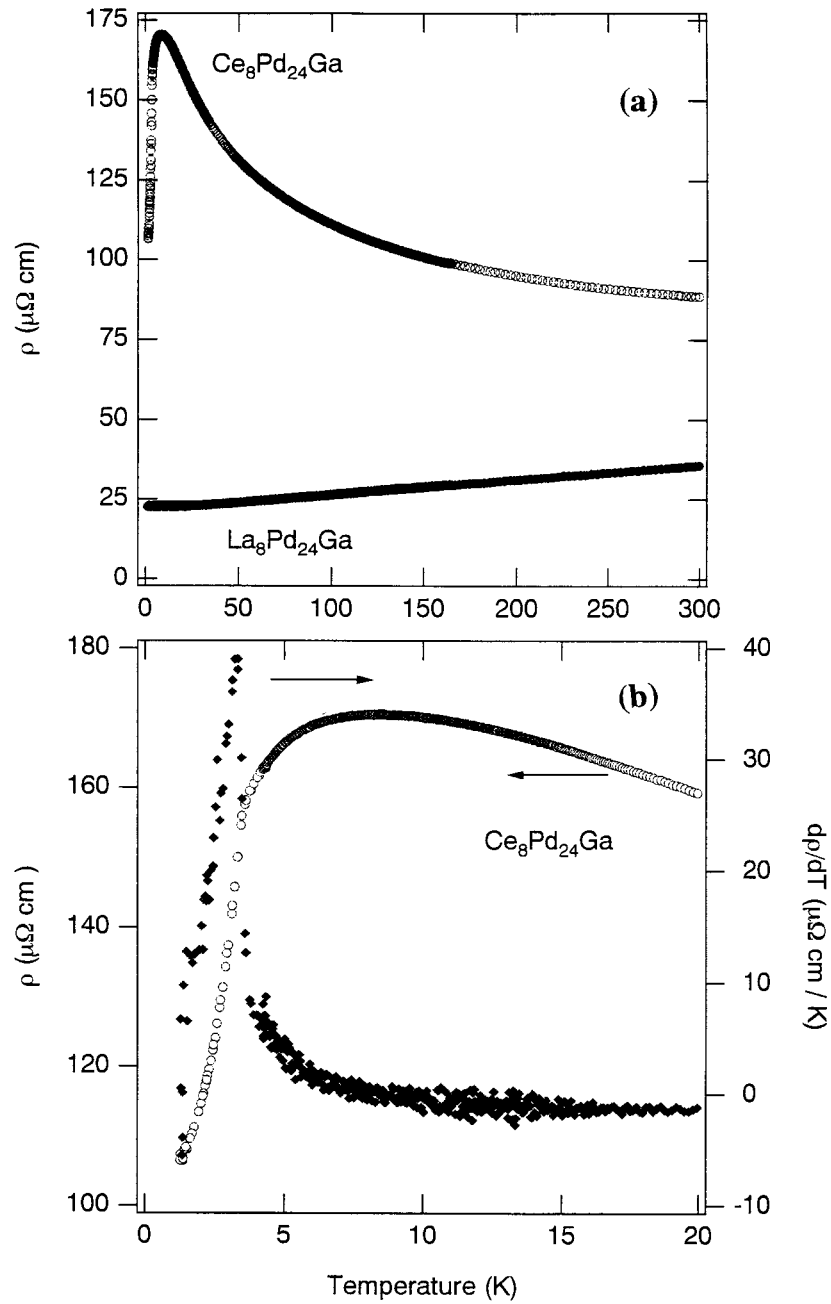 175
150
125
100
75
50
25
0
ρ (μΩ cm)
Ce₈Pd₂₄Ga
(a)
La₈Pd₂₄Ga
0 50 100 150 200 250 300
180
160
140
120
100
ρ (μΩ cm )
(b)
Ce₈Pd₂₄Ga
40
30
20
10
0
-10
dρ/dT (μΩ cm / K)
0 5 10 15 20
Temperature (K)